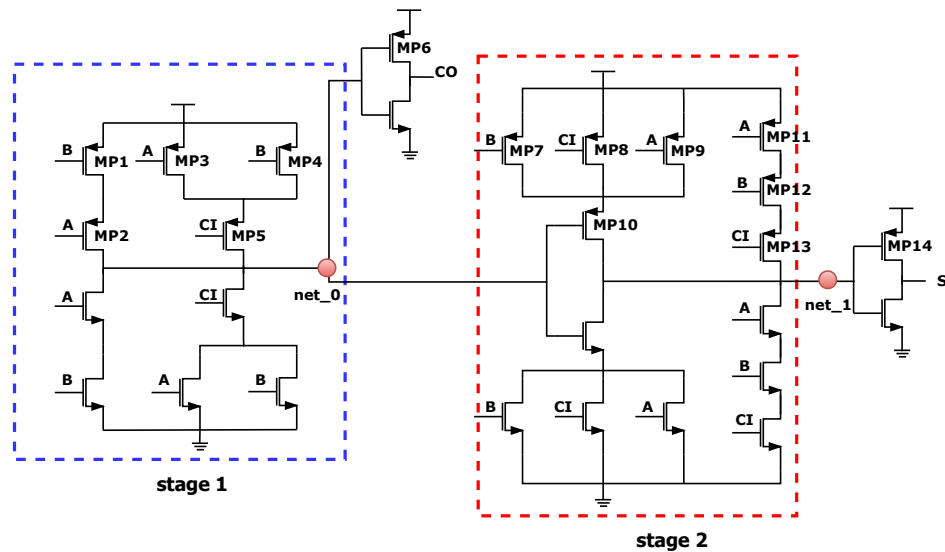 MP6
CO
B
MP1
A
MP3
B
MP4
B
MP7
CI
MP8
A
MP9
A
MP11
B
MP12
A
MP2
CI
MP5
MP10
CI
MP13
MP14
net_0
net_1
S
A
CI
A
B
A
B
B
CI
A
B
CI
stage 1
stage 2